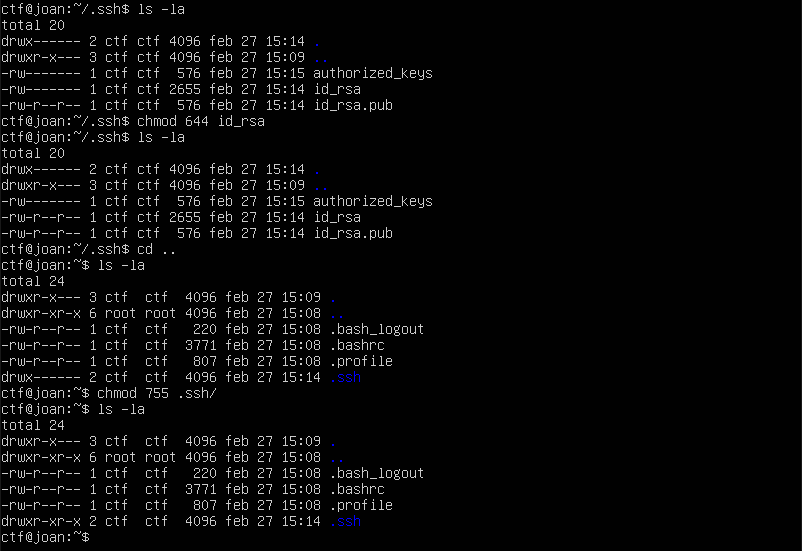 ctf@joan:~/.ssh$ ls -la
total 20
drwx------ 2 ctf ctf 4096 feb 27 15:14 .
drwxr-x--- 3 ctf ctf 4096 feb 27 15:09 ..
-rw------- 1 ctf ctf  576 feb 27 15:15 authorized_keys
-rw------- 1 ctf ctf 2655 feb 27 15:14 id_rsa
-rw-r--r-- 1 ctf ctf  576 feb 27 15:14 id_rsa.pub
ctf@joan:~/.ssh$ chmod 644 id_rsa
ctf@joan:~/.ssh$ ls -la
total 20
drwx------ 2 ctf ctf 4096 feb 27 15:14 .
drwxr-x--- 3 ctf ctf 4096 feb 27 15:09 ..
-rw------- 1 ctf ctf  576 feb 27 15:15 authorized_keys
-rw-r--r-- 1 ctf ctf 2655 feb 27 15:14 id_rsa
-rw-r--r-- 1 ctf ctf  576 feb 27 15:14 id_rsa.pub
ctf@joan:~/.ssh$ cd ..
ctf@joan:~$ ls -la
total 24
drwxr-x--- 3 ctf  ctf  4096 feb 27 15:09 .
drwxr-xr-x 6 root root 4096 feb 27 15:08 ..
-rw-r--r-- 1 ctf  ctf   220 feb 27 15:08 .bash_logout
-rw-r--r-- 1 ctf  ctf  3771 feb 27 15:08 .bashrc
-rw-r--r-- 1 ctf  ctf   807 feb 27 15:08 .profile
drwx------ 2 ctf  ctf  4096 feb 27 15:14 .ssh
ctf@joan:~$ chmod 755 .ssh/
ctf@joan:~$ ls -la
total 24
drwxr-x--- 3 ctf  ctf  4096 feb 27 15:09 .
drwxr-xr-x 6 root root 4096 feb 27 15:08 ..
-rw-r--r-- 1 ctf  ctf   220 feb 27 15:08 .bash_logout
-rw-r--r-- 1 ctf  ctf  3771 feb 27 15:08 .bashrc
-rw-r--r-- 1 ctf  ctf   807 feb 27 15:08 .profile
drwxr-xr-x 2 ctf  ctf  4096 feb 27 15:14 .ssh
ctf@joan:~$